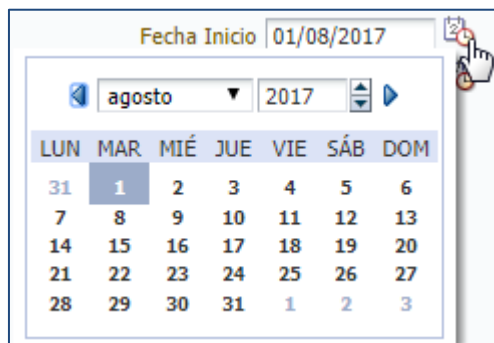 Fecha Inicio 01/08/2017
agosto 2017
LUN MAR MIÉ JUE VIE SÁB DOM
31 1 2 3 4 5 6
7 8 9 10 11 12 13
14 15 16 17 18 19 20
21 22 23 24 25 26 27
28 29 30 31 1 2 3